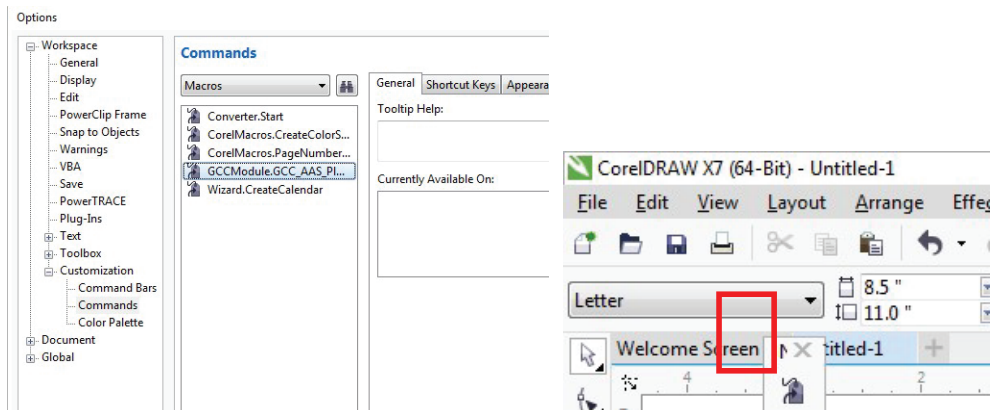 Options
Workspace
General
Display
Edit
PowerClip Frame
Snap to Objects
Warnings
VBA
Save
PowerTRACE
Plug-Ins
Text
Toolbox
Customization
Command Bars
Commands
Color Palette
Document
Global
Commands
Macros
Converter.Start
CorelMacros.CreateColorS...
CorelMacros.PageNumber...
GCCModule.GCC_AAS_Pl...
Wizard.CreateCalendar
General Shortcut Keys Appeara
Tooltip Help:
Currently Available On:
CorelDRAW X7 (64-Bit) - Untitled-1
File Edit View Layout Arrange Effe
Letter
8.5 "
11.0 "
Welcome Screen titled-1
4 2